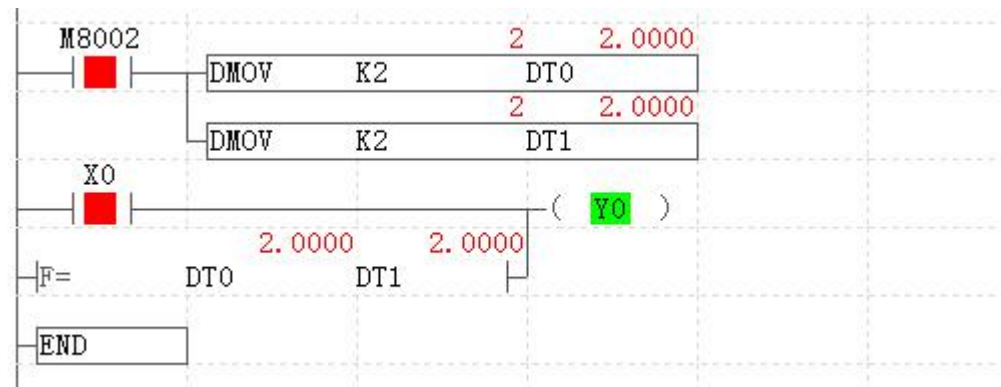 M8002 2 2.0000
DMOV K2 DT0
2 2.0000
DMOV K2 DT1
X0
( Y0 )
2.0000 2.0000
F= DT0 DT1
END